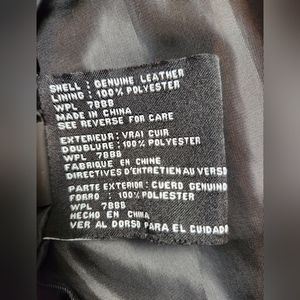 SHELL : GENUINE LEATHER
LINING : 100% POLYESTER
WPL 7888
MADE IN CHINA
SEE REVERSE FOR CARE
EXTERIEUR : VRAI CUIR
DOUBLURE : 100% POLYESTER
WPL 7888
FABRIQUE EN CHINE
DIRECTIVES D'ENTRETIEN AU VERSO
PARTE EXTERIOR : CUERO GENUINO
FORRO : 100% POLIESTER
WPL 7888
HECHO EN CHINA
VER AL DORSO PARA EL CUIDADO